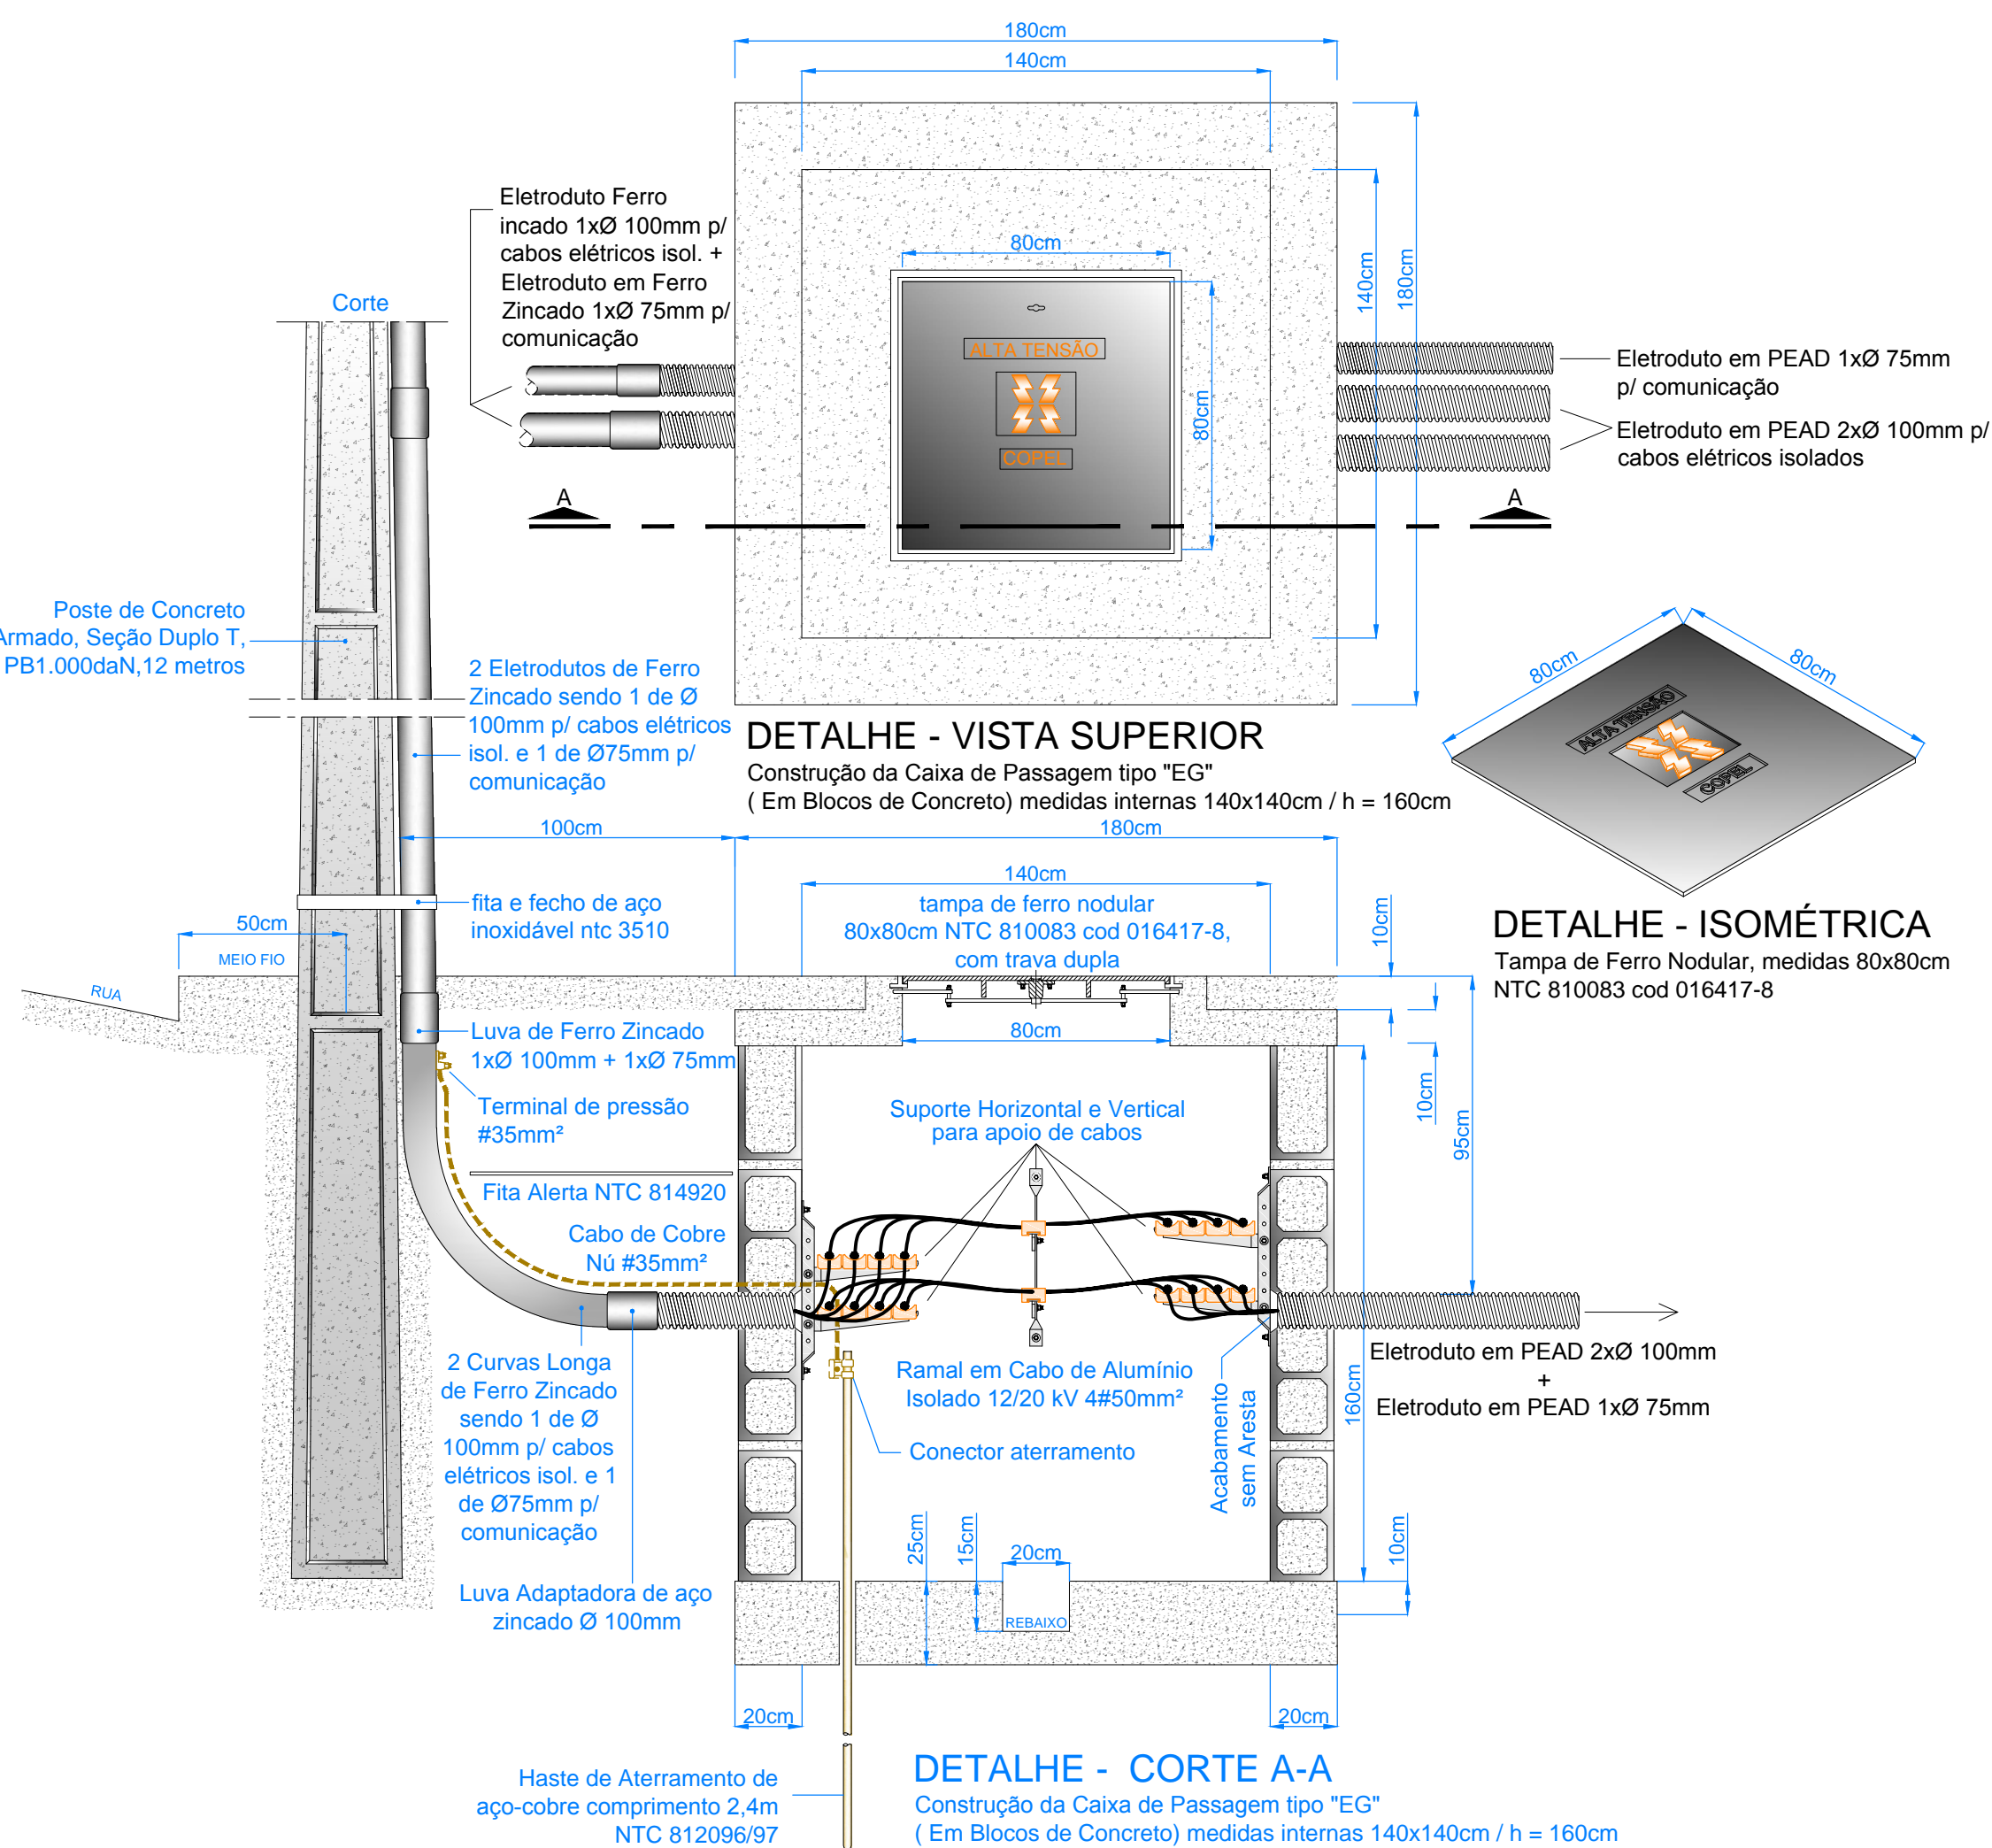 180cm
140cm
Eletroduto Ferro
incado 1xØ 100mm p/
cabos elétricos isol. +
Eletroduto em Ferro
Zincado 1xØ 75mm p/
comunicação
80cm
80cm
140cm
180cm
ALTA TENSÃO
COPEL
Corte
Eletroduto em PEAD 1xØ 75mm
p/ comunicação
Eletroduto em PEAD 2xØ 100mm p/
cabos elétricos isolados
A
A
Poste de Concreto
Armado, Seção Duplo T,
PB1.000daN,12 metros
2 Eletrodutos de Ferro
Zincado sendo 1 de Ø
100mm p/ cabos elétricos
isol. e 1 de Ø75mm p/
comunicação
DETALHE - VISTA SUPERIOR
Construção da Caixa de Passagem tipo "EG"
( Em Blocos de Concreto) medidas internas 140x140cm / h = 160cm
80cm
80cm
ALTA TENSÃO
COPEL
DETALHE - ISOMÉTRICA
Tampa de Ferro Nodular, medidas 80x80cm
NTC 810083 cod 016417-8
100cm
180cm
140cm
fita e fecho de aço
inoxidável ntc 3510
tampa de ferro nodular
80x80cm NTC 810083 cod 016417-8,
com trava dupla
10cm
50cm
MEIO FIO
RUA
Luva de Ferro Zincado
1xØ 100mm + 1xØ 75mm
80cm
10cm
95cm
Terminal de pressão
#35mm²
Suporte Horizontal e Vertical
para apoio de cabos
Fita Alerta NTC 814920
Cabo de Cobre
Nú #35mm²
2 Curvas Longa
de Ferro Zincado
sendo 1 de Ø
100mm p/ cabos
elétricos isol. e 1
de Ø75mm p/
comunicação
Ramal em Cabo de Alumínio
Isolado 12/20 kV 4#50mm²
Conector aterramento
Acabamento
sem Aresta
160cm
Eletroduto em PEAD 2xØ 100mm
+
Eletroduto em PEAD 1xØ 75mm
Luva Adaptadora de aço
zincado Ø 100mm
25cm
15cm
20cm
REBAIXO
10cm
20cm
20cm
Haste de Aterramento de
aço-cobre comprimento 2,4m
NTC 812096/97
DETALHE - CORTE A-A
Construção da Caixa de Passagem tipo "EG"
( Em Blocos de Concreto) medidas internas 140x140cm / h = 160cm